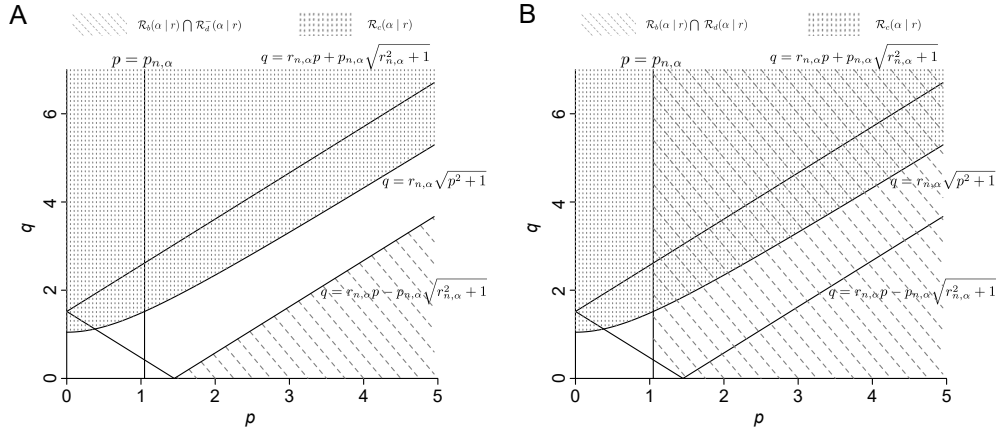 A
R_b(α | r) ⋂ R_d^−(α | r)
R_c(α | r)
p = p_{n,α}
q = r_{n,α}p + p_{n,α}√(r_{n,α}^2 + 1)
q = r_{n,α}√(p^2 + 1)
q = r_{n,α}p − p_{n,α}√(r_{n,α}^2 + 1)
q
0 2 4 6
0 1 2 3 4 5
p
B
R_b(α | r) ⋂ R_d(α | r)
R_c(α | r)
p = p_{n,α}
q = r_{n,α}p + p_{n,α}√(r_{n,α}^2 + 1)
q = r_{n,α}√(p^2 + 1)
q = r_{n,α}p − p_{n,α}√(r_{n,α}^2 + 1)
q
0 2 4 6
0 1 2 3 4 5
p